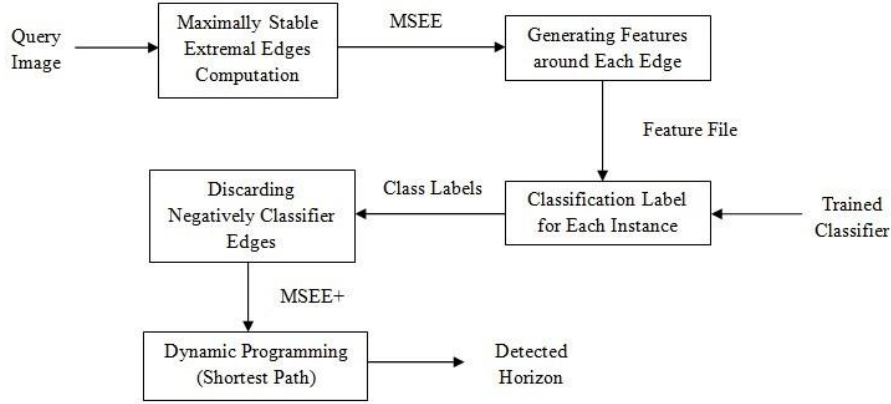 Query
Image
Maximally Stable
Extremal Edges
Computation
MSEE
Generating Features
around Each Edge
Feature File
Classification Label
for Each Instance
Trained
Classifier
Class Labels
Discarding
Negatively Classifier
Edges
MSEE+
Dynamic Programming
(Shortest Path)
Detected
Horizon